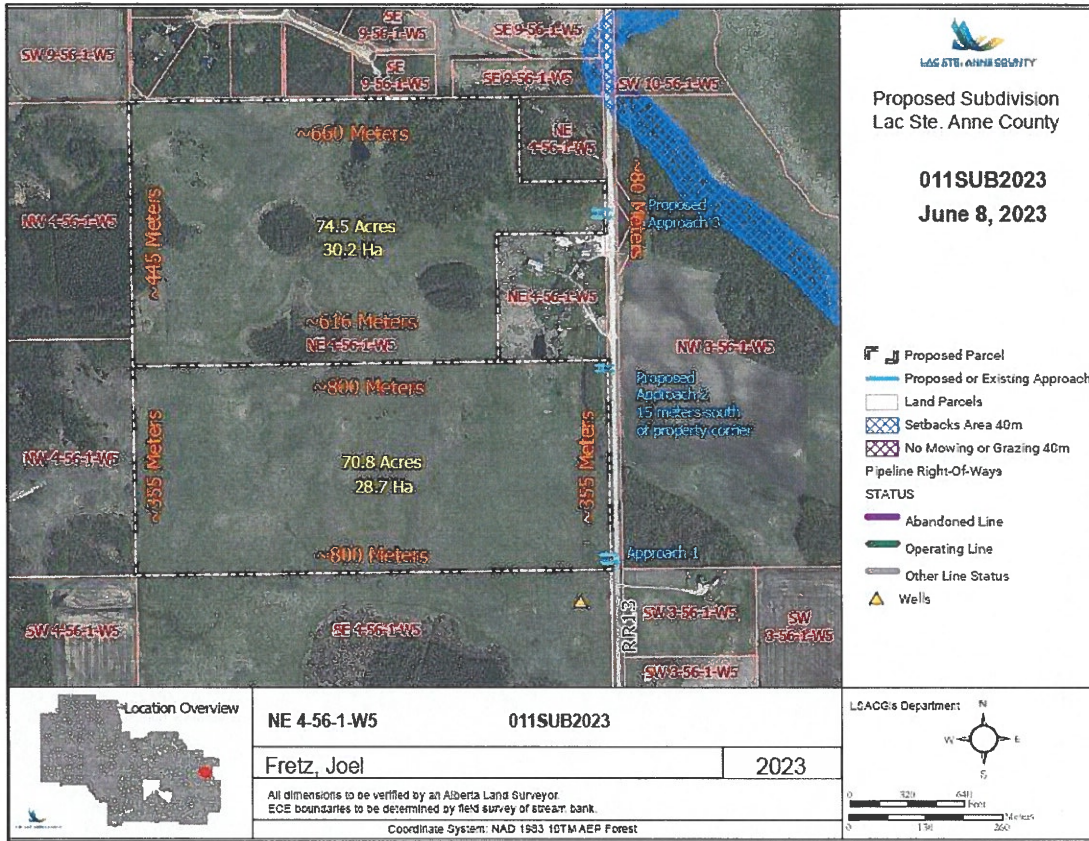 SW 9-56-1-W5
SE
9-56-1-W5
SE
9-56-1-W5
SE 9-56-1-W5
SE 9-56-1-W5
SW 10-56-1-W5
~660 Meters
NE
4-56-1-W5
~80 Meters
Proposed
Approach 3
NW 4-56-1-W5
~445 Meters
74.5 Acres
30.2 Ha
NE 4-56-1-W5
~616 Meters
NE 4-56-1-W5
NW 3-56-1-W5
~800 Meters
Proposed
Approach 2
15 meters south
of property corner
NW 4-56-1-W5
~355 Meters
70.8 Acres
28.7 Ha
~355 Meters
~800 Meters
Approach 1
SW 4-56-1-W5
SE 4-56-1-W5
RR13
SW 3-56-1-W5
SW
3-56-1-W5
SW 3-56-1-W5
LAC STE. ANNE COUNTY
Proposed Subdivision
Lac Ste. Anne County
011SUB2023
June 8, 2023
Proposed Parcel
Proposed or Existing Approach
Land Parcels
Setbacks Area 40m
No Mowing or Grazing 40m
Pipeline Right-Of-Ways
STATUS
Abandoned Line
Operating Line
Other Line Status
Wells
Location Overview
NE 4-56-1-W5 011SUB2023
Fretz, Joel 2023
All dimensions to be verified by an Alberta Land Surveyor.
ECE boundaries to be determined by field survey of stream bank.
Coordinate System: NAD 1983 10TM AEP Forest
LSACGIs Department
N
W E
S
0 320 640
Feet
Meters
0 130 260